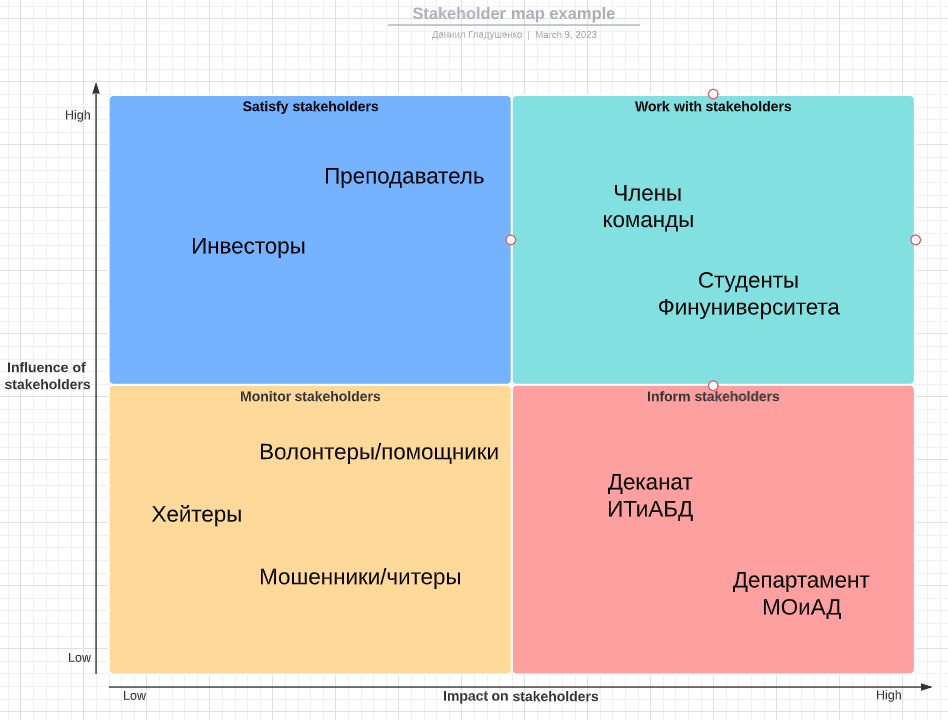 Stakeholder map example
Даниил Гладушенко | March 9, 2023
High
Satisfy stakeholders
Work with stakeholders
Преподаватель
Инвесторы
Члены
команды
Студенты
Финуниверситета
Influence of
stakeholders
Monitor stakeholders
Inform stakeholders
Волонтеры/помощники
Хейтеры
Мошенники/читеры
Деканат
ИТиАБД
Департамент
МОиАД
Low
Low
Impact on stakeholders
High